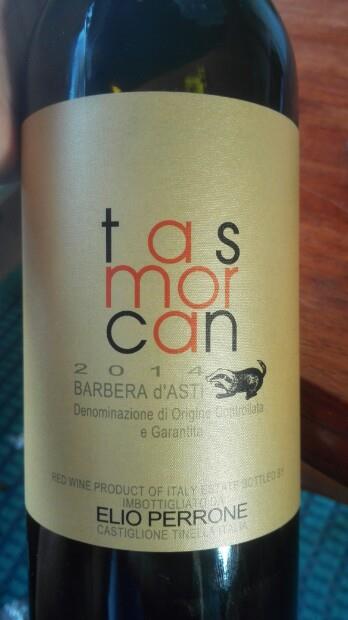 tas
mor
can
2014
BARBERA d'ASTI
Denominazione di Origine Controllata
e Garantita
RED WINE PRODUCT OF ITALY ESTATE BOTTLED BY
IMBOTTIGLIATO DA
ELIO PERRONE
CASTIGLIONE TINELLA ITALIA